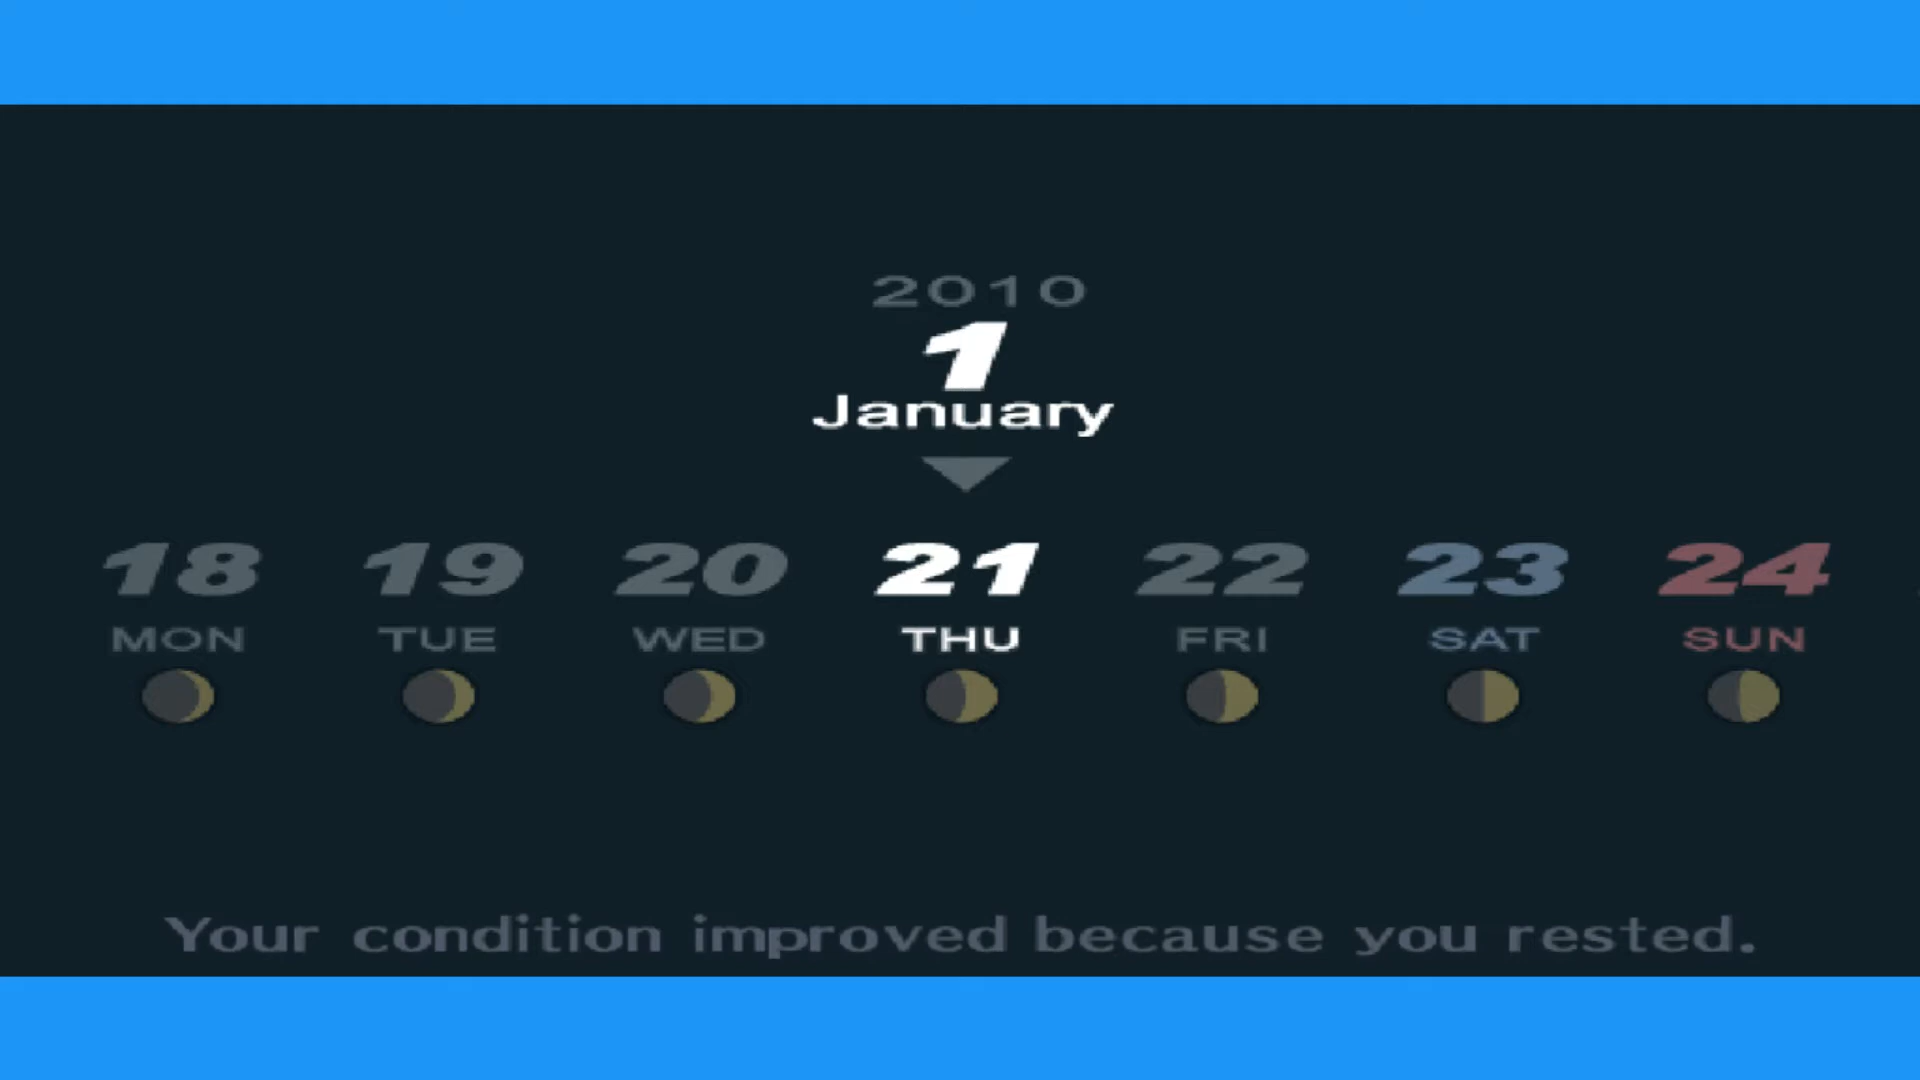 2010
1
January
18 19 20 21 22 23 24
MON TUE WED THU FRI SAT SUN
Your condition improved because you rested.